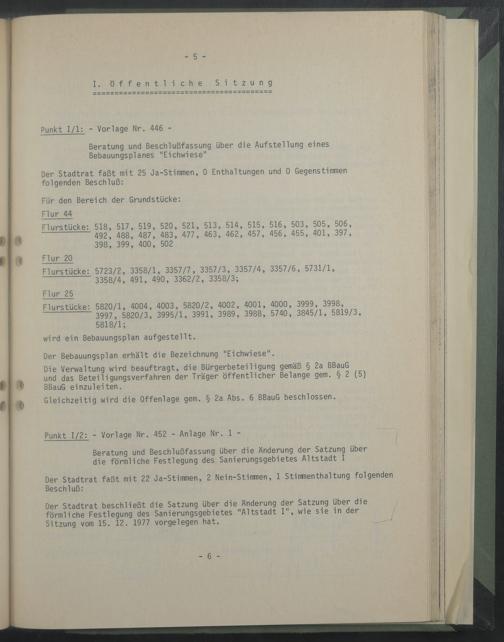 - 5 -
I. Öffentliche Sitzung
Punkt I/1: - Vorlage Nr. 446 -
Beratung und Beschlußfassung über die Aufstellung eines
Bebauungsplanes "Eichwiese"
Der Stadtrat faßt mit 25 Ja-Stimmen, 0 Enthaltungen und 0 Gegenstimmen
folgenden Beschluß:
Für den Bereich der Grundstücke:
Flur 44
Flurstücke: 518, 517, 519, 520, 521, 513, 514, 515, 516, 503, 505, 506,
492, 488, 487, 483, 477, 463, 462, 457, 456, 455, 401, 397,
398, 399, 400, 502
Flur 20
Flurstücke: 5723/2, 3358/1, 3357/7, 3357/3, 3357/4, 3357/6, 5731/1,
3358/4, 491, 490, 3362/2, 3358/3;
Flur 25
Flurstücke: 5820/1, 4004, 4003, 5820/2, 4002, 4001, 4000, 3999, 3998,
3997, 5820/3, 3995/1, 3991, 3989, 3988, 5740, 3845/1, 5819/3,
5818/1;
wird ein Bebauungsplan aufgestellt.
Der Bebauungsplan erhält die Bezeichnung "Eichwiese".
Die Verwaltung wird beauftragt, die Bürgerbeteiligung gemäß § 2a BBauG
und das Beteiligungsverfahren der Träger öffentlicher Belange gem. § 2 (5)
BBauG einzuleiten.
Gleichzeitig wird die Offenlage gem. § 2a Abs. 6 BBauG beschlossen.
Punkt I/2: - Vorlage Nr. 452 - Anlage Nr. 1 -
Beratung und Beschlußfassung über die Änderung der Satzung über
die förmliche Festlegung des Sanierungsgebietes Altstadt I
Der Stadtrat faßt mit 22 Ja-Stimmen, 2 Nein-Stimmen, 1 Stimmenthaltung folgenden
Beschluß:
Der Stadtrat beschließt die Satzung über die Änderung der Satzung über die
förmliche Festlegung des Sanierungsgebietes "Altstadt I", wie sie in der
Sitzung vom 15. 12. 1977 vorgelegen hat.
- 6 -